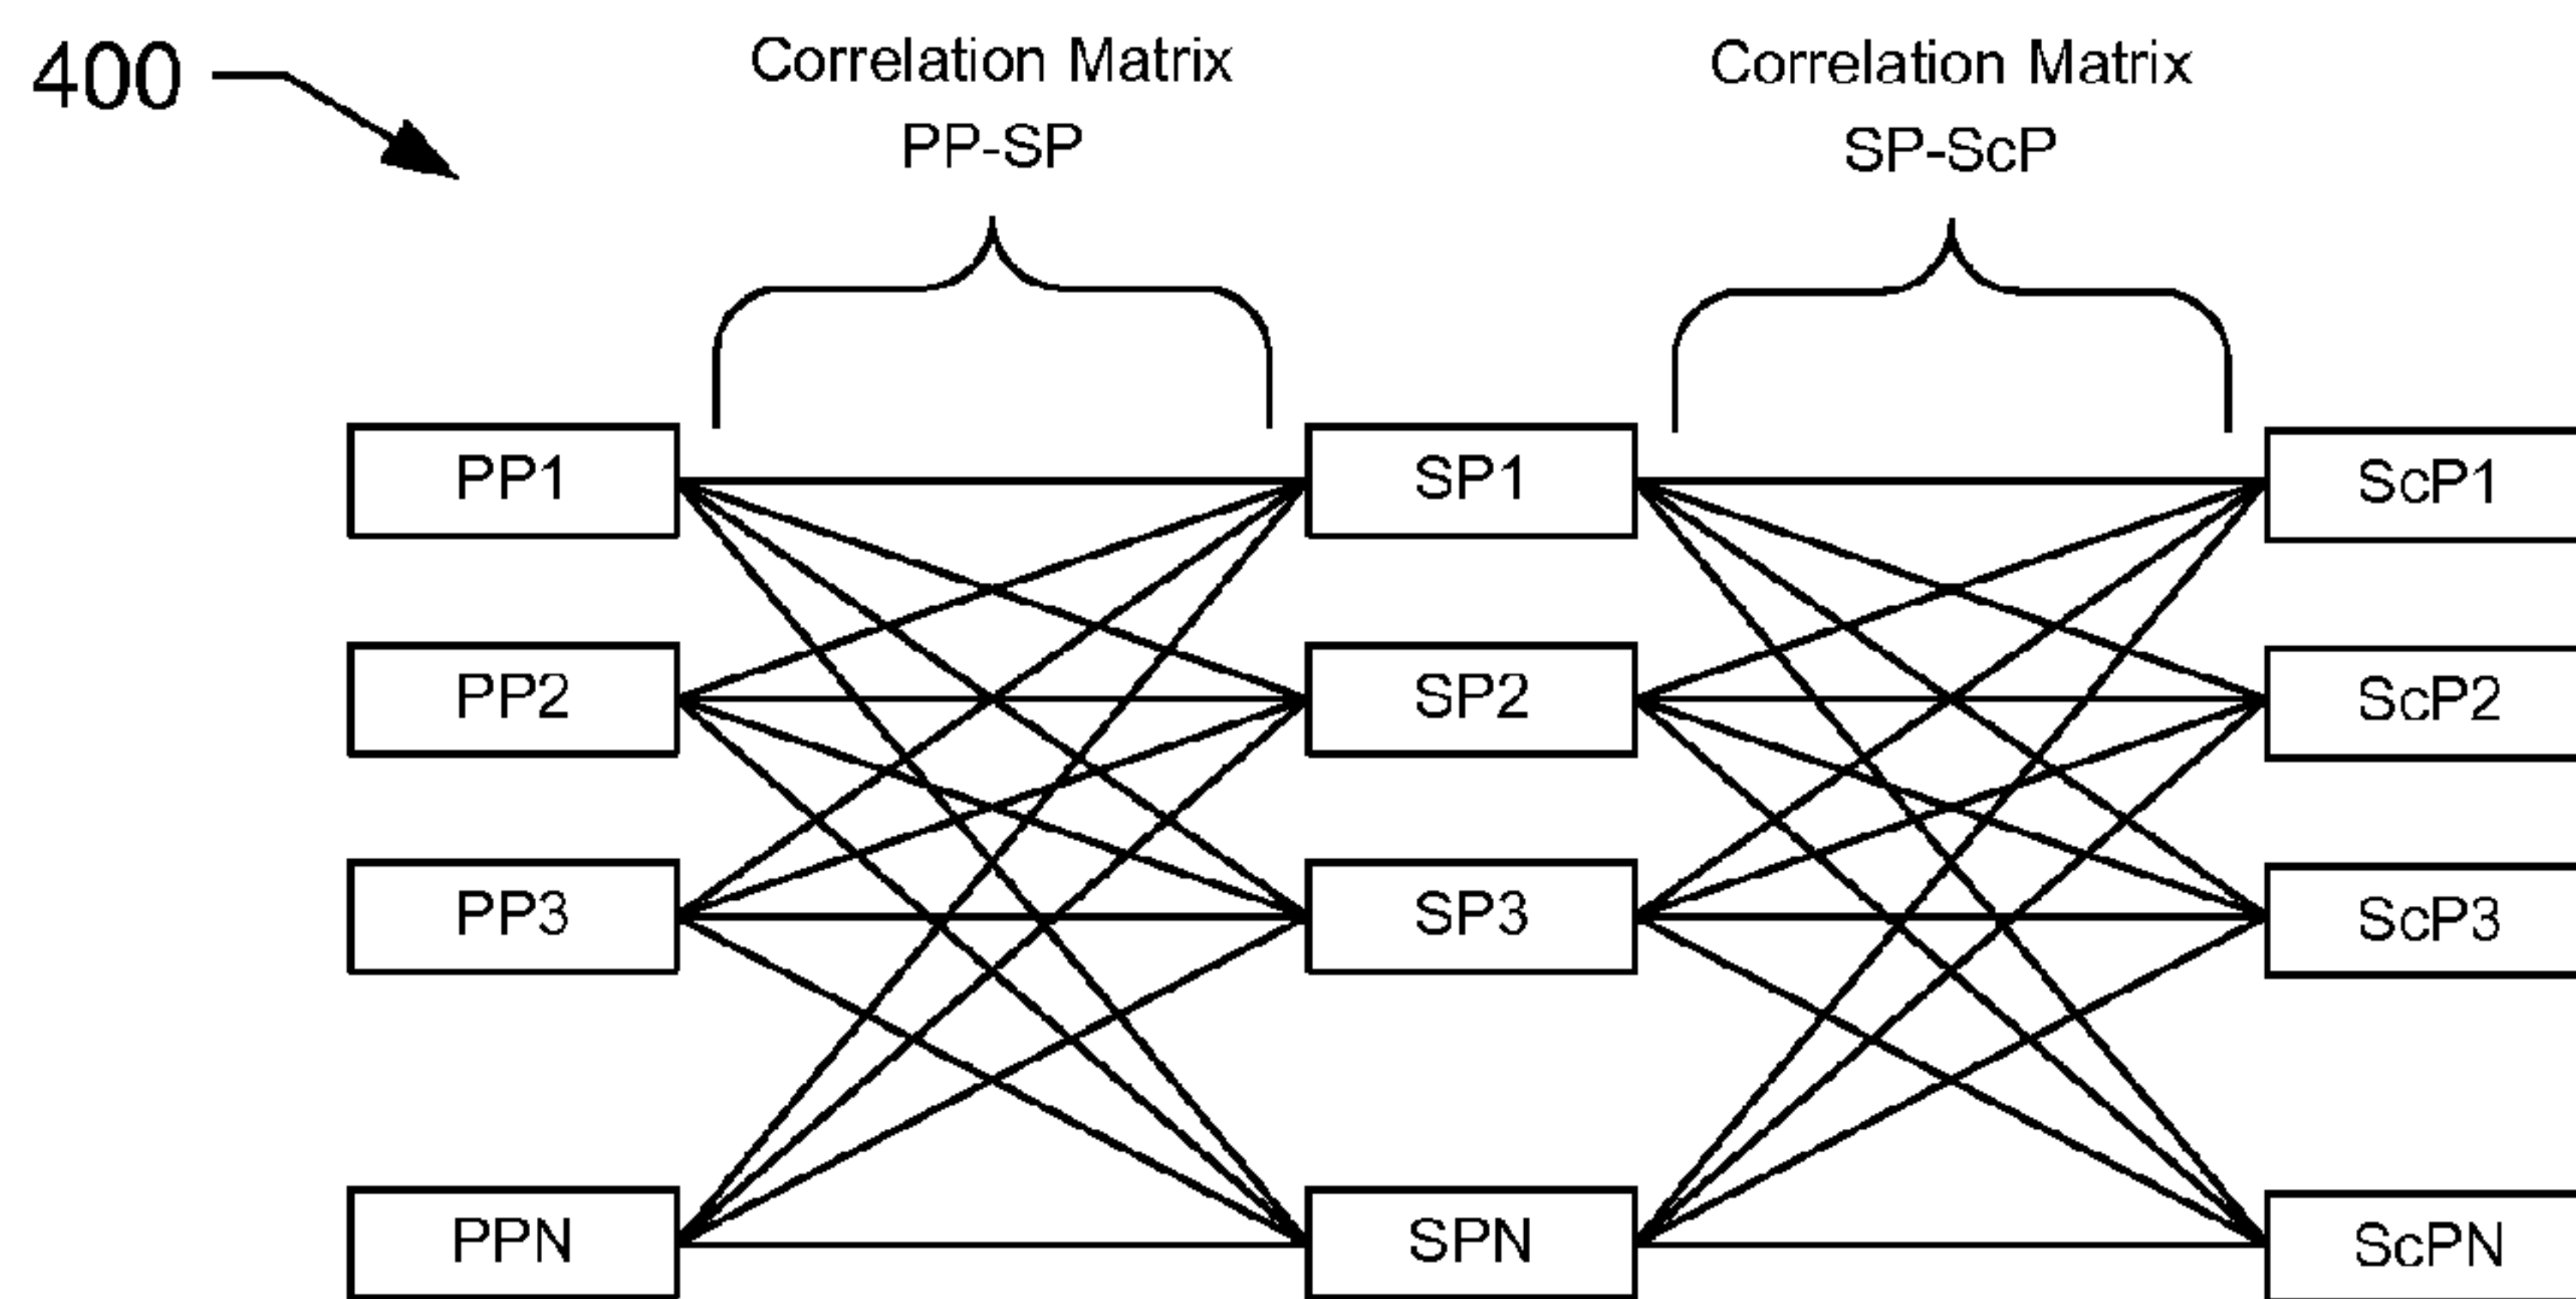 400
Correlation Matrix
PP-SP
Correlation Matrix
SP-ScP
PP1
SP1
ScP1
PP2
SP2
ScP2
PP3
SP3
ScP3
PPN
SPN
ScPN